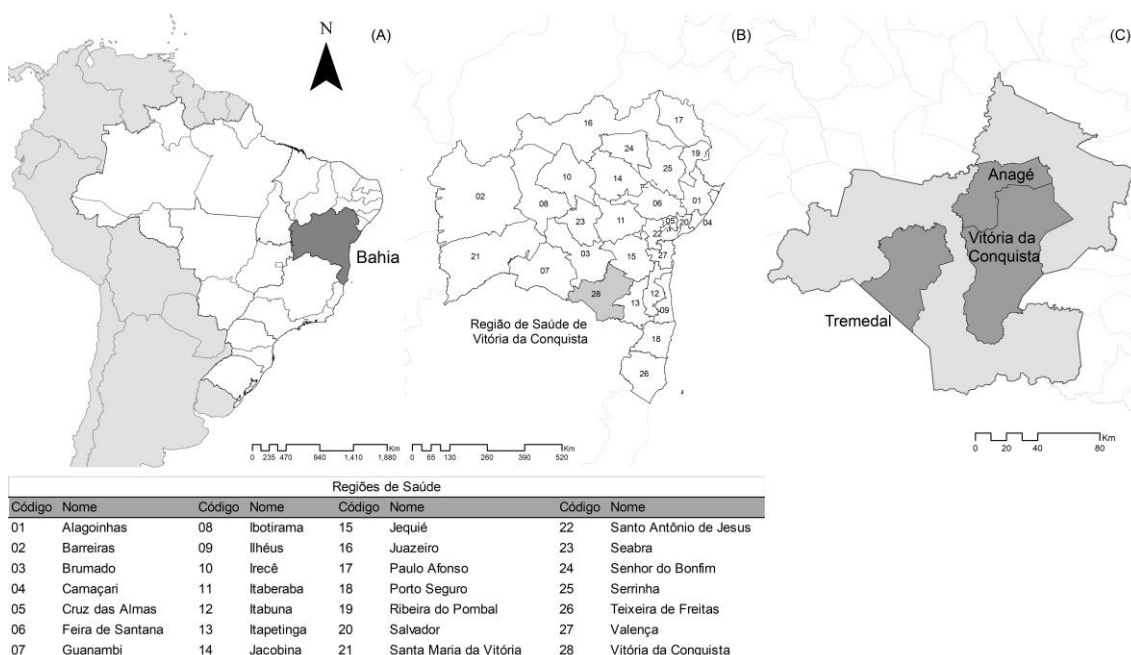 N
(A)
(B)
(C)
Bahia
16
17
24
19
25
10
14
02
01
08
06
04
23
11
05
20
22
21
03
15
27
07
28
12
13
09
18
26
Região de Saúde de
Vitória da Conquista
Anagé
Vitória da
Conquista
Tremedal
0 235 470 940 1,410 1,880 Km
0 65 130 260 390 520 Km
0 10 20 40 80 Km
Regiões de Saúde
Código Nome Código Nome Código Nome Código Nome
01 Alagoinhas 08 Ibotirama 15 Jequié 22 Santo Antônio de Jesus
02 Barreiras 09 Ilhéus 16 Juazeiro 23 Seabra
03 Brumado 10 Irecê 17 Paulo Afonso 24 Senhor do Bonfim
04 Camaçari 11 Itaberaba 18 Porto Seguro 25 Serrinha
05 Cruz das Almas 12 Itabuna 19 Ribeira do Pombal 26 Teixeira de Freitas
06 Feira de Santana 13 Itapetinga 20 Salvador 27 Valença
07 Guanambi 14 Jacobina 21 Santa Maria da Vitória 28 Vitória da Conquista